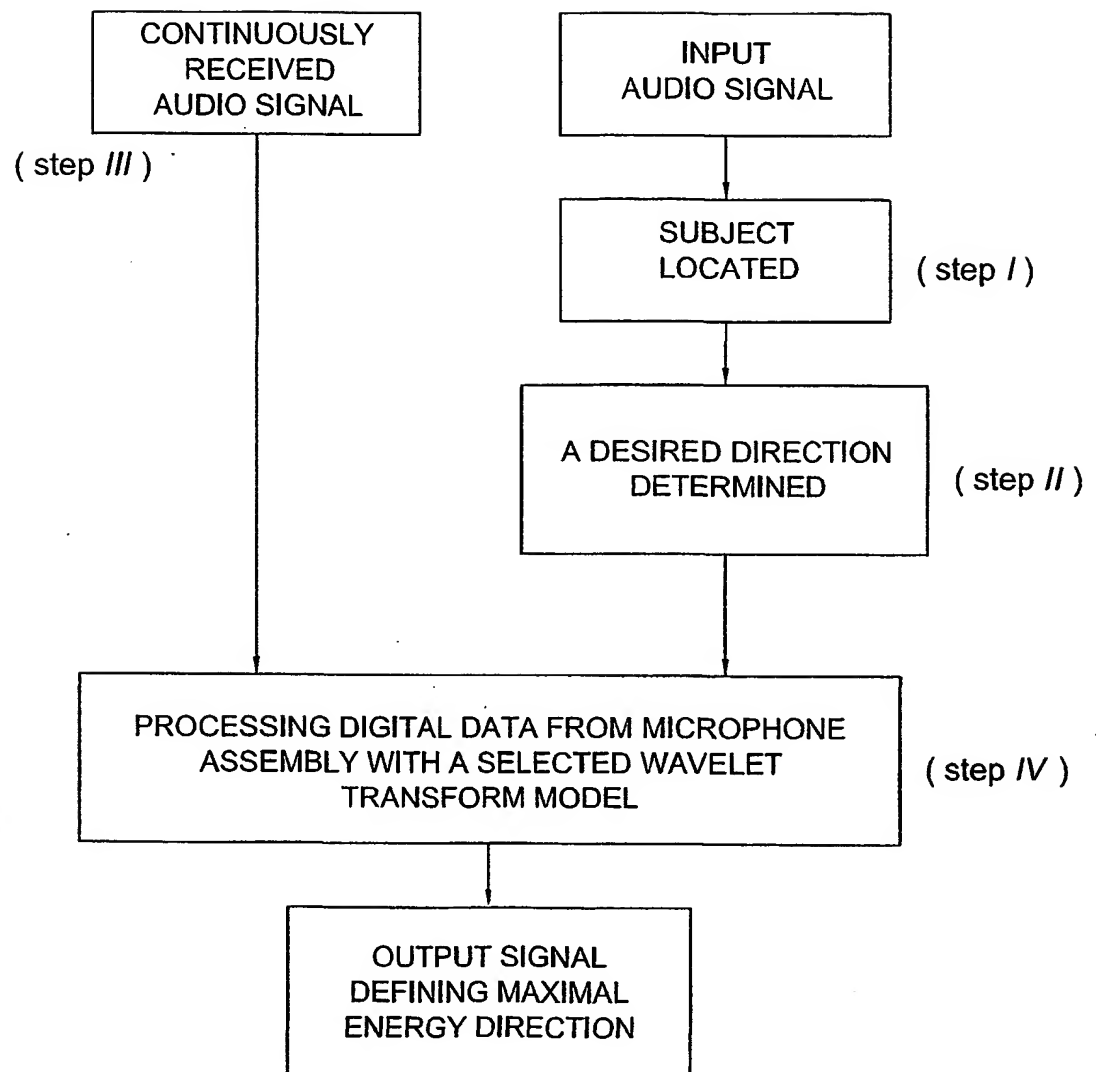 CONTINUOUSLY
RECEIVED
AUDIO SIGNAL
( step III )
INPUT
AUDIO SIGNAL
SUBJECT
LOCATED
( step I )
A DESIRED DIRECTION
DETERMINED
( step II )
PROCESSING DIGITAL DATA FROM MICROPHONE
ASSEMBLY WITH A SELECTED WAVELET
TRANSFORM MODEL
( step IV )
OUTPUT SIGNAL
DEFINING MAXIMAL
ENERGY DIRECTION